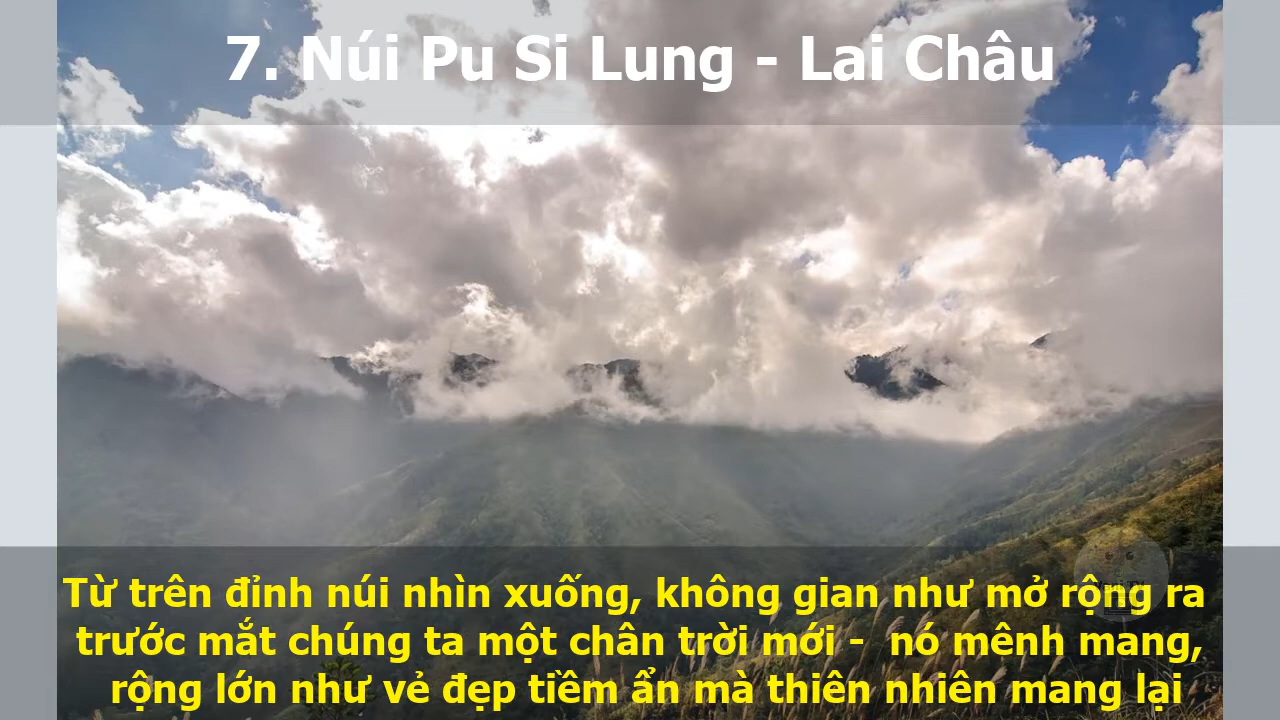 7. Núi Pu Si Lung - Lai Châu
Từ trên đỉnh núi nhìn xuống, không gian như mở rộng ra
trước mắt chúng ta một chân trời mới - nó mênh mang,
rộng lớn như vẻ đẹp tiềm ẩn mà thiên nhiên mang lại